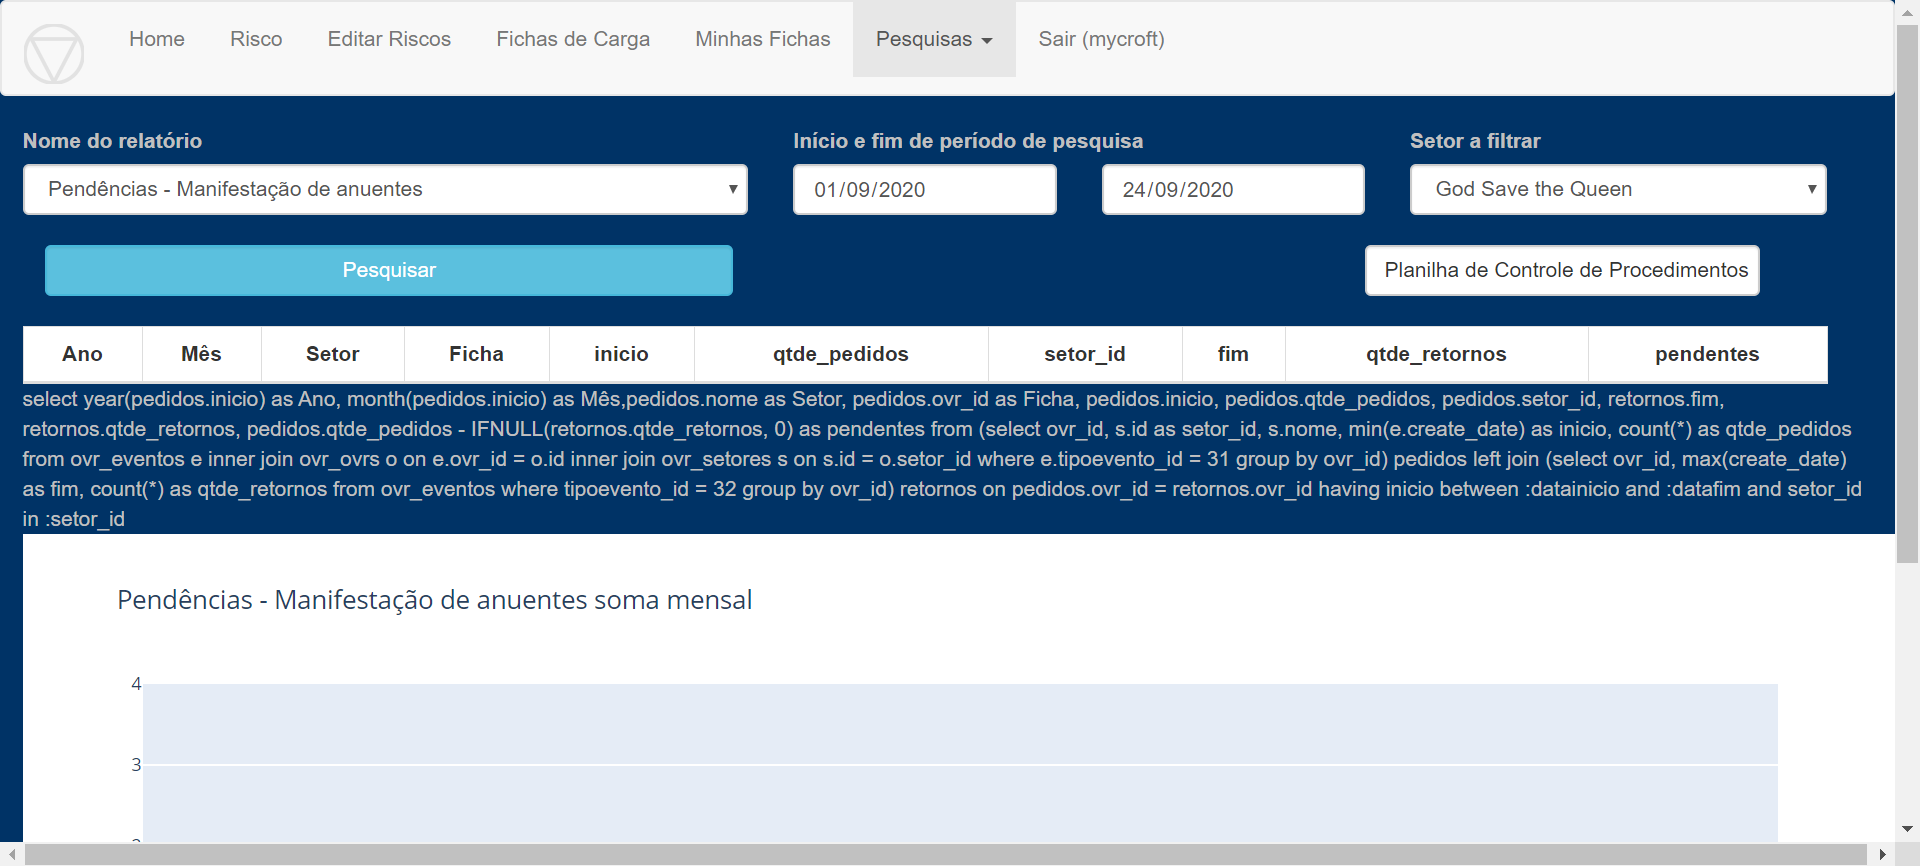 Home Risco Editar Riscos Fichas de Carga Minhas Fichas Pesquisas Sair (mycroft)
Nome do relatório Início e fim de período de pesquisa Setor a filtrar
Pendências - Manifestação de anuentes 01/09/2020 24/09/2020 God Save the Queen
Pesquisar Planilha de Controle de Procedimentos
Ano Mês Setor Ficha inicio qtde_pedidos setor_id fim qtde_retornos pendentes
select year(pedidos.inicio) as Ano, month(pedidos.inicio) as Mês,pedidos.nome as Setor, pedidos.ovr_id as Ficha, pedidos.inicio, pedidos.qtde_pedidos, pedidos.setor_id, retornos.fim,
retornos.qtde_retornos, pedidos.qtde_pedidos - IFNULL(retornos.qtde_retornos, 0) as pendentes from (select ovr_id, s.id as setor_id, s.nome, min(e.create_date) as inicio, count(*) as qtde_pedidos
from ovr_eventos e inner join ovr_ovrs o on e.ovr_id = o.id inner join ovr_setores s on s.id = o.setor_id where e.tipoevento_id = 31 group by ovr_id) pedidos left join (select ovr_id, max(create_date)
as fim, count(*) as qtde_retornos from ovr_eventos where tipoevento_id = 32 group by ovr_id) retornos on pedidos.ovr_id = retornos.ovr_id having inicio between :datainicio and :datafim and setor_id
in :setor_id
Pendências - Manifestação de anuentes soma mensal
4
3